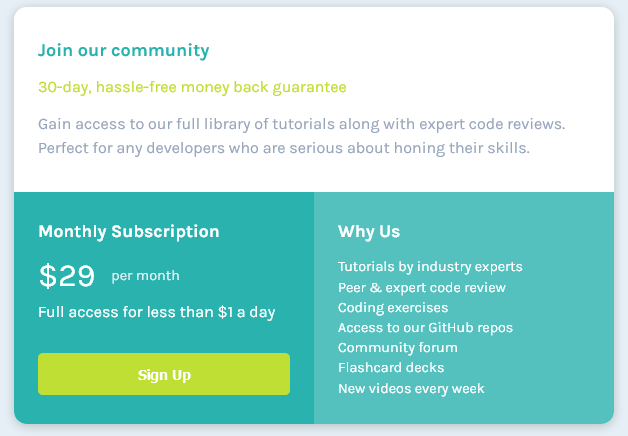 Join our community
30-day, hassle-free money back guarantee
Gain access to our full library of tutorials along with expert code reviews.
Perfect for any developers who are serious about honing their skills.
Monthly Subscription
$29 per month
Full access for less than $1 a day
Sign Up
Why Us
Tutorials by industry experts
Peer & expert code review
Coding exercises
Access to our GitHub repos
Community forum
Flashcard decks
New videos every week